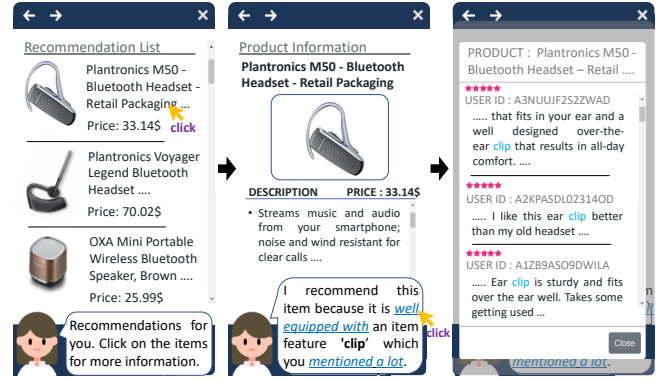 Recommendation List
Plantronics M50 -
Bluetooth Headset -
Retail Packaging ...
Price: 33.14$
click
Plantronics Voyager
Legend Bluetooth
Headset ....
Price: 70.02$
OXA Mini Portable
Wireless Bluetooth
Speaker, Brown ....
Price: 25.99$
Recommendations for
you. Click on the items
for more information.
Product Information
Plantronics M50 - Bluetooth
Headset - Retail Packaging
DESCRIPTION PRICE : 33.14$
• Streams music and audio
from your smartphone;
noise and wind resistant for
clear calls ....
I recommend this
item because it is well
equipped with an item
feature 'clip' which
you mentioned a lot.
click
PRODUCT : Plantronics M50 -
Bluetooth Headset – Retail ....
USER ID : A3NUUJF2S2ZWAD
..... that fits in your ear and a
well designed over-the-
ear clip that results in all-day
comfort. ....
USER ID : A2KPASDL02314OD
..... I like this ear clip better
than my old headset ....
USER ID : A1ZB9ASO9DWILA
..... Ear clip is sturdy and fits
over the ear well. Takes some
getting used ...
Close
mentioned a lot.